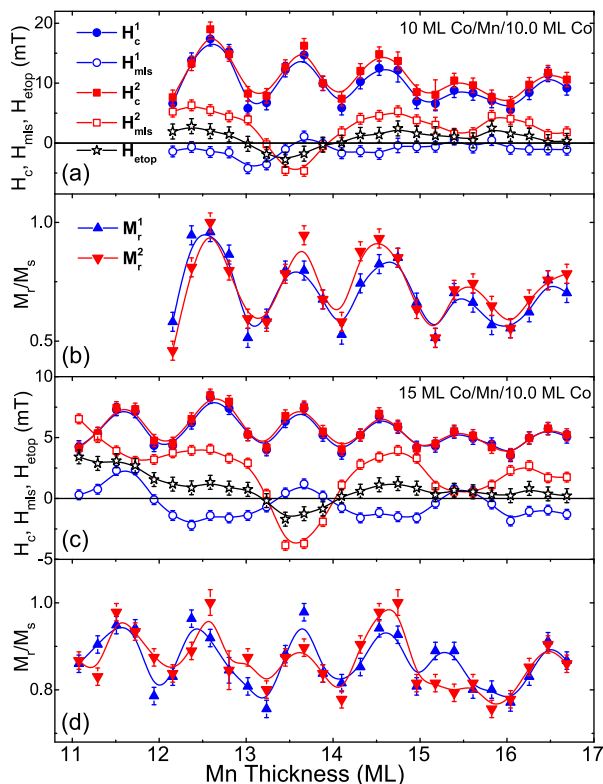 10 ML Co/Mn/10.0 ML Co
H_c^1
H_mls^1
H_c^2
H_mls^2
H_etop
H_c, H_mls, H_etop (mT)
20
10
0
(a)
M_r^1
M_r^2
M_r/M_s
1.0
0.5
(b)
15 ML Co/Mn/10.0 ML Co
H_c, H_mls, H_etop (mT)
10
5
0
-5
(c)
M_r/M_s
1.0
0.8
(d)
11 12 13 14 15 16 17
Mn Thickness (ML)